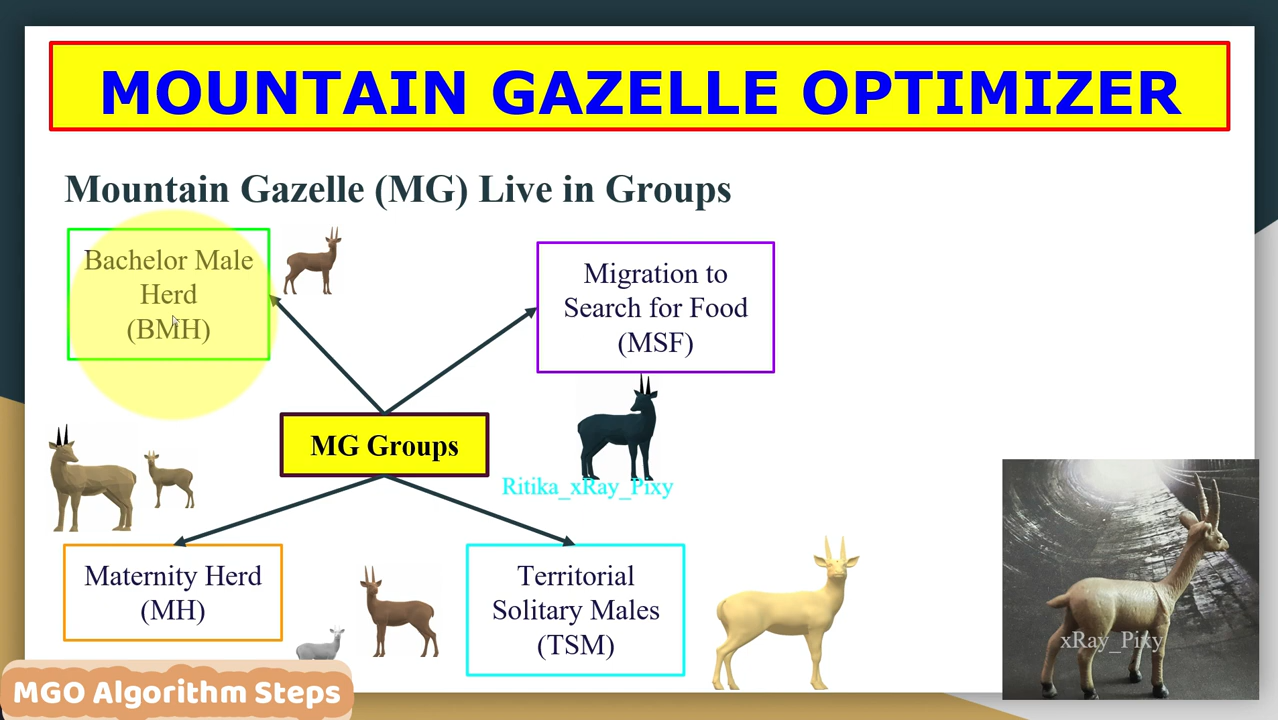 MOUNTAIN GAZELLE OPTIMIZER
Mountain Gazelle (MG) Live in Groups
Bachelor Male
Herd
(BMH)
Migration to
Search for Food
(MSF)
MG Groups
Ritika_xRay_Pixy
Maternity Herd
(MH)
Territorial
Solitary Males
(TSM)
xRay_Pixy
MGO Algorithm Steps